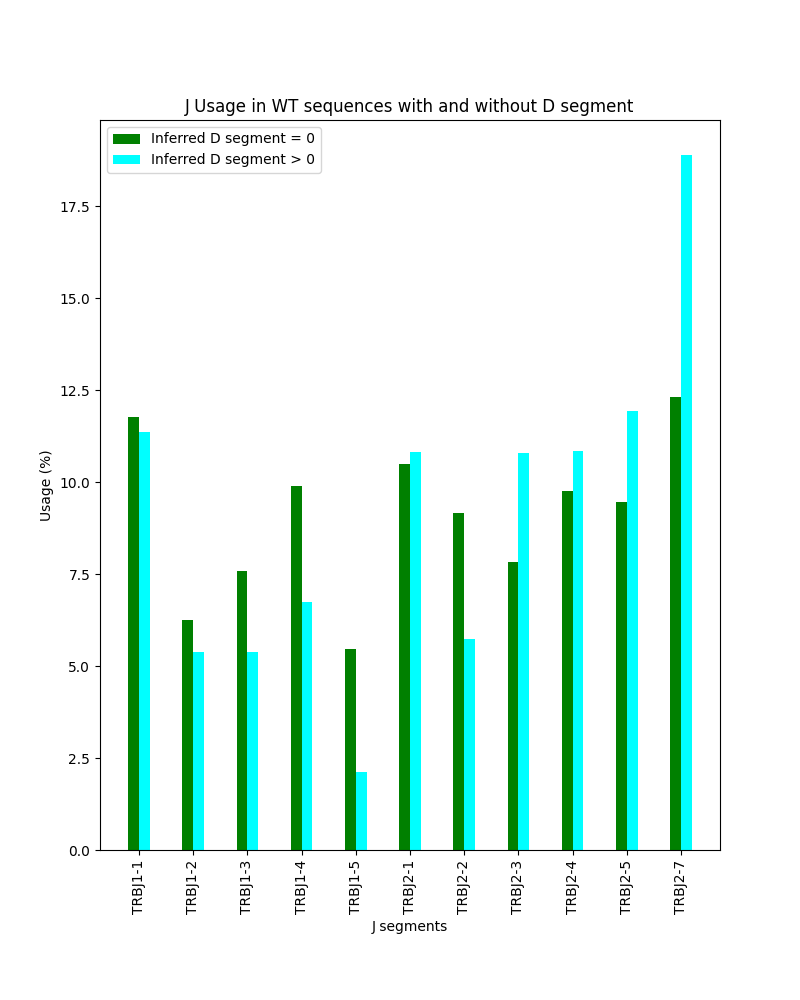 J Usage in WT sequences with and without D segment
Inferred D segment = 0
Inferred D segment > 0
Usage (%)
17.5
15.0
12.5
10.0
7.5
5.0
2.5
0.0
TRBJ1-1
TRBJ1-2
TRBJ1-3
TRBJ1-4
TRBJ1-5
TRBJ2-1
TRBJ2-2
TRBJ2-3
TRBJ2-4
TRBJ2-5
TRBJ2-7
J segments